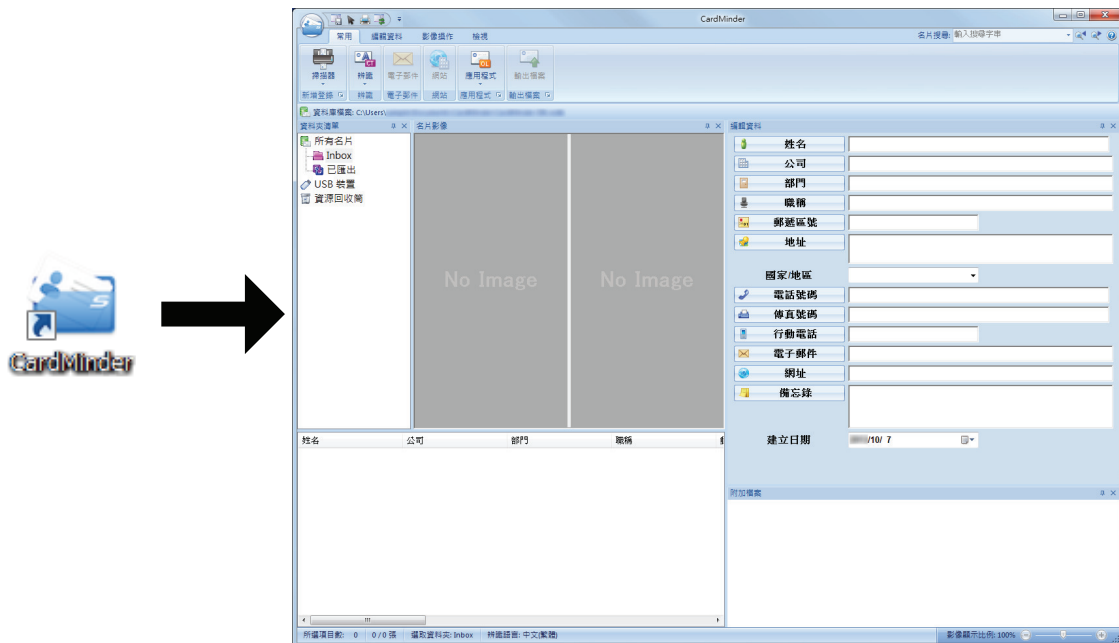 CardMinder
CardMinder
常用 編輯資料 影像操作 檢視
名片搜尋: 輸入搜尋字串
掃描器 辨識 電子郵件 網站 應用程式 輸出檔案
新增登錄 辨識 電子郵件 網站 應用程式 輸出檔案
資料庫檔案: C:\Users\
資料夾清單 名片影像 編輯資料
所有名片
Inbox
已匯出
USB 裝置
資源回收筒
No Image No Image
姓名
公司
部門
職稱
郵遞區號
地址
國家/地區
電話號碼
傳真號碼
行動電話
電子郵件
網址
備忘錄
建立日期 /10/ 7
姓名 公司 部門 職稱
附加檔案
所選項目數: 0 0 / 0 張 選取資料夾: Inbox 辨識語言: 中文(繁體)
影像顯示比例: 100%